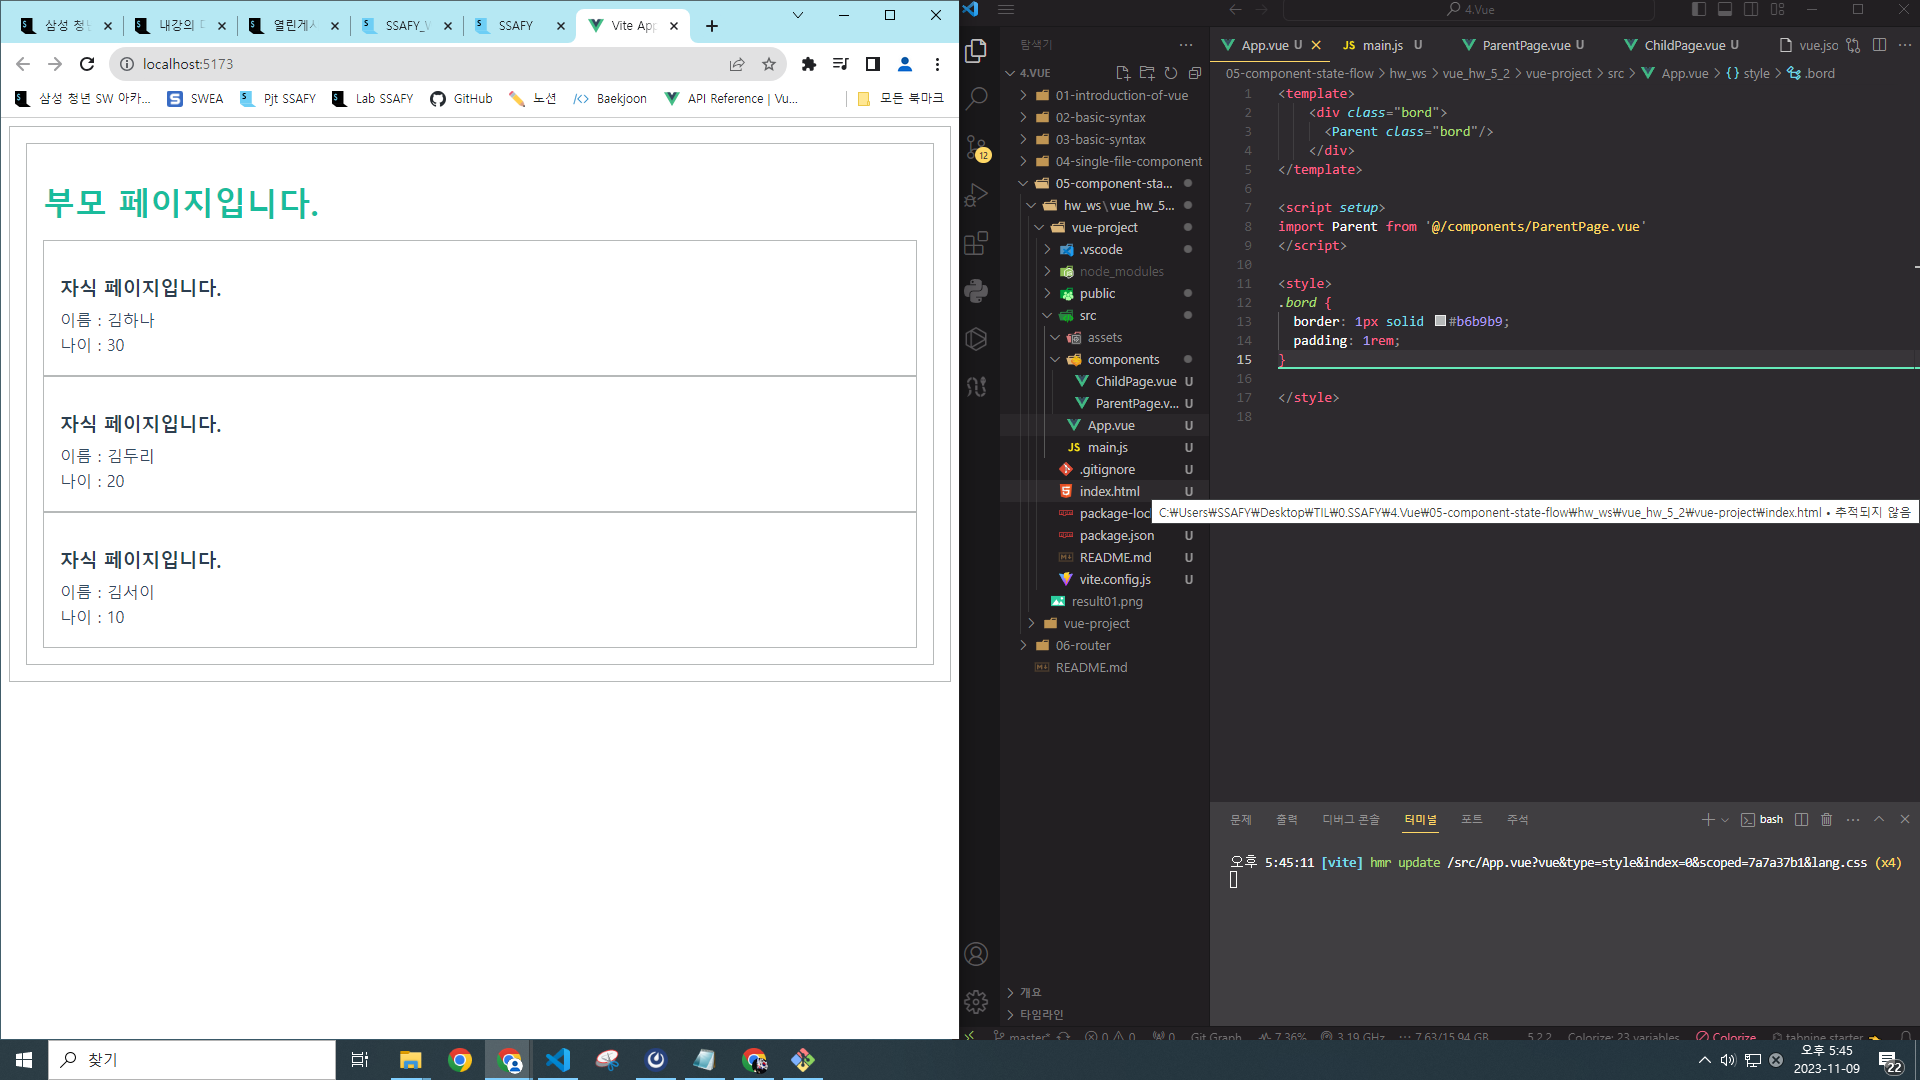 삼성 청년
내강의 
열린게시
SSAFY_
SSAFY
Vite App
localhost:5173
삼성 청년 SW 아카...
SWEA
Pjt SSAFY
Lab SSAFY
GitHub
노션
Baekjoon
API Reference | Vu...
모든 북마크
부모 페이지입니다.
자식 페이지입니다.
이름 : 김하나
나이 : 30
자식 페이지입니다.
이름 : 김두리
나이 : 20
자식 페이지입니다.
이름 : 김서이
나이 : 10
4.Vue
탐색기
4.VUE
01-introduction-of-vue
02-basic-syntax
03-basic-syntax
04-single-file-component
05-component-sta...
hw_ws\vue_hw_5...
vue-project
.vscode
node_modules
public
src
assets
components
ChildPage.vue U
ParentPage.v... U
App.vue U
JS main.js U
.gitignore U
index.html U
package-loc
package.json U
README.md U
vite.config.js U
result01.png
vue-project
06-router
README.md
개요
타임라인
12
App.vue U
JS main.js U
ParentPage.vue U
ChildPage.vue U
vue.jso
05-component-state-flow > hw_ws > vue_hw_5_2 > vue-project > src > App.vue > {} style > .bord
1 <template>
2 <div class="bord">
3 <Parent class="bord"/>
4 </div>
5 </template>
6
7 <script setup>
8 import Parent from '@/components/ParentPage.vue'
9 </script>
10
11 <style>
12 .bord {
13 border: 1px solid #b6b9b9;
14 padding: 1rem;
15 }
16
17 </style>
18
C:₩Users₩SSAFY₩Desktop₩TIL₩0.SSAFY₩4.Vue₩05-component-state-flow₩hw_ws₩vue_hw_5_2₩vue-project₩index.html • 추적되지 않음
문제 출력 디버그 콘솔 터미널 포트 주석
bash
오후 5:45:11 [vite] hmr update /src/App.vue?vue&type=style&index=0&scoped=7a7a37b1&lang.css (x4)
master* 0 0 0 Git Graph 7.36% 3.19 GHz 7.63/15.94 GB 5.2.2 Colorize: 23 variables Colorize tabnine starter
찾기
오후 5:45
2023-11-09
22